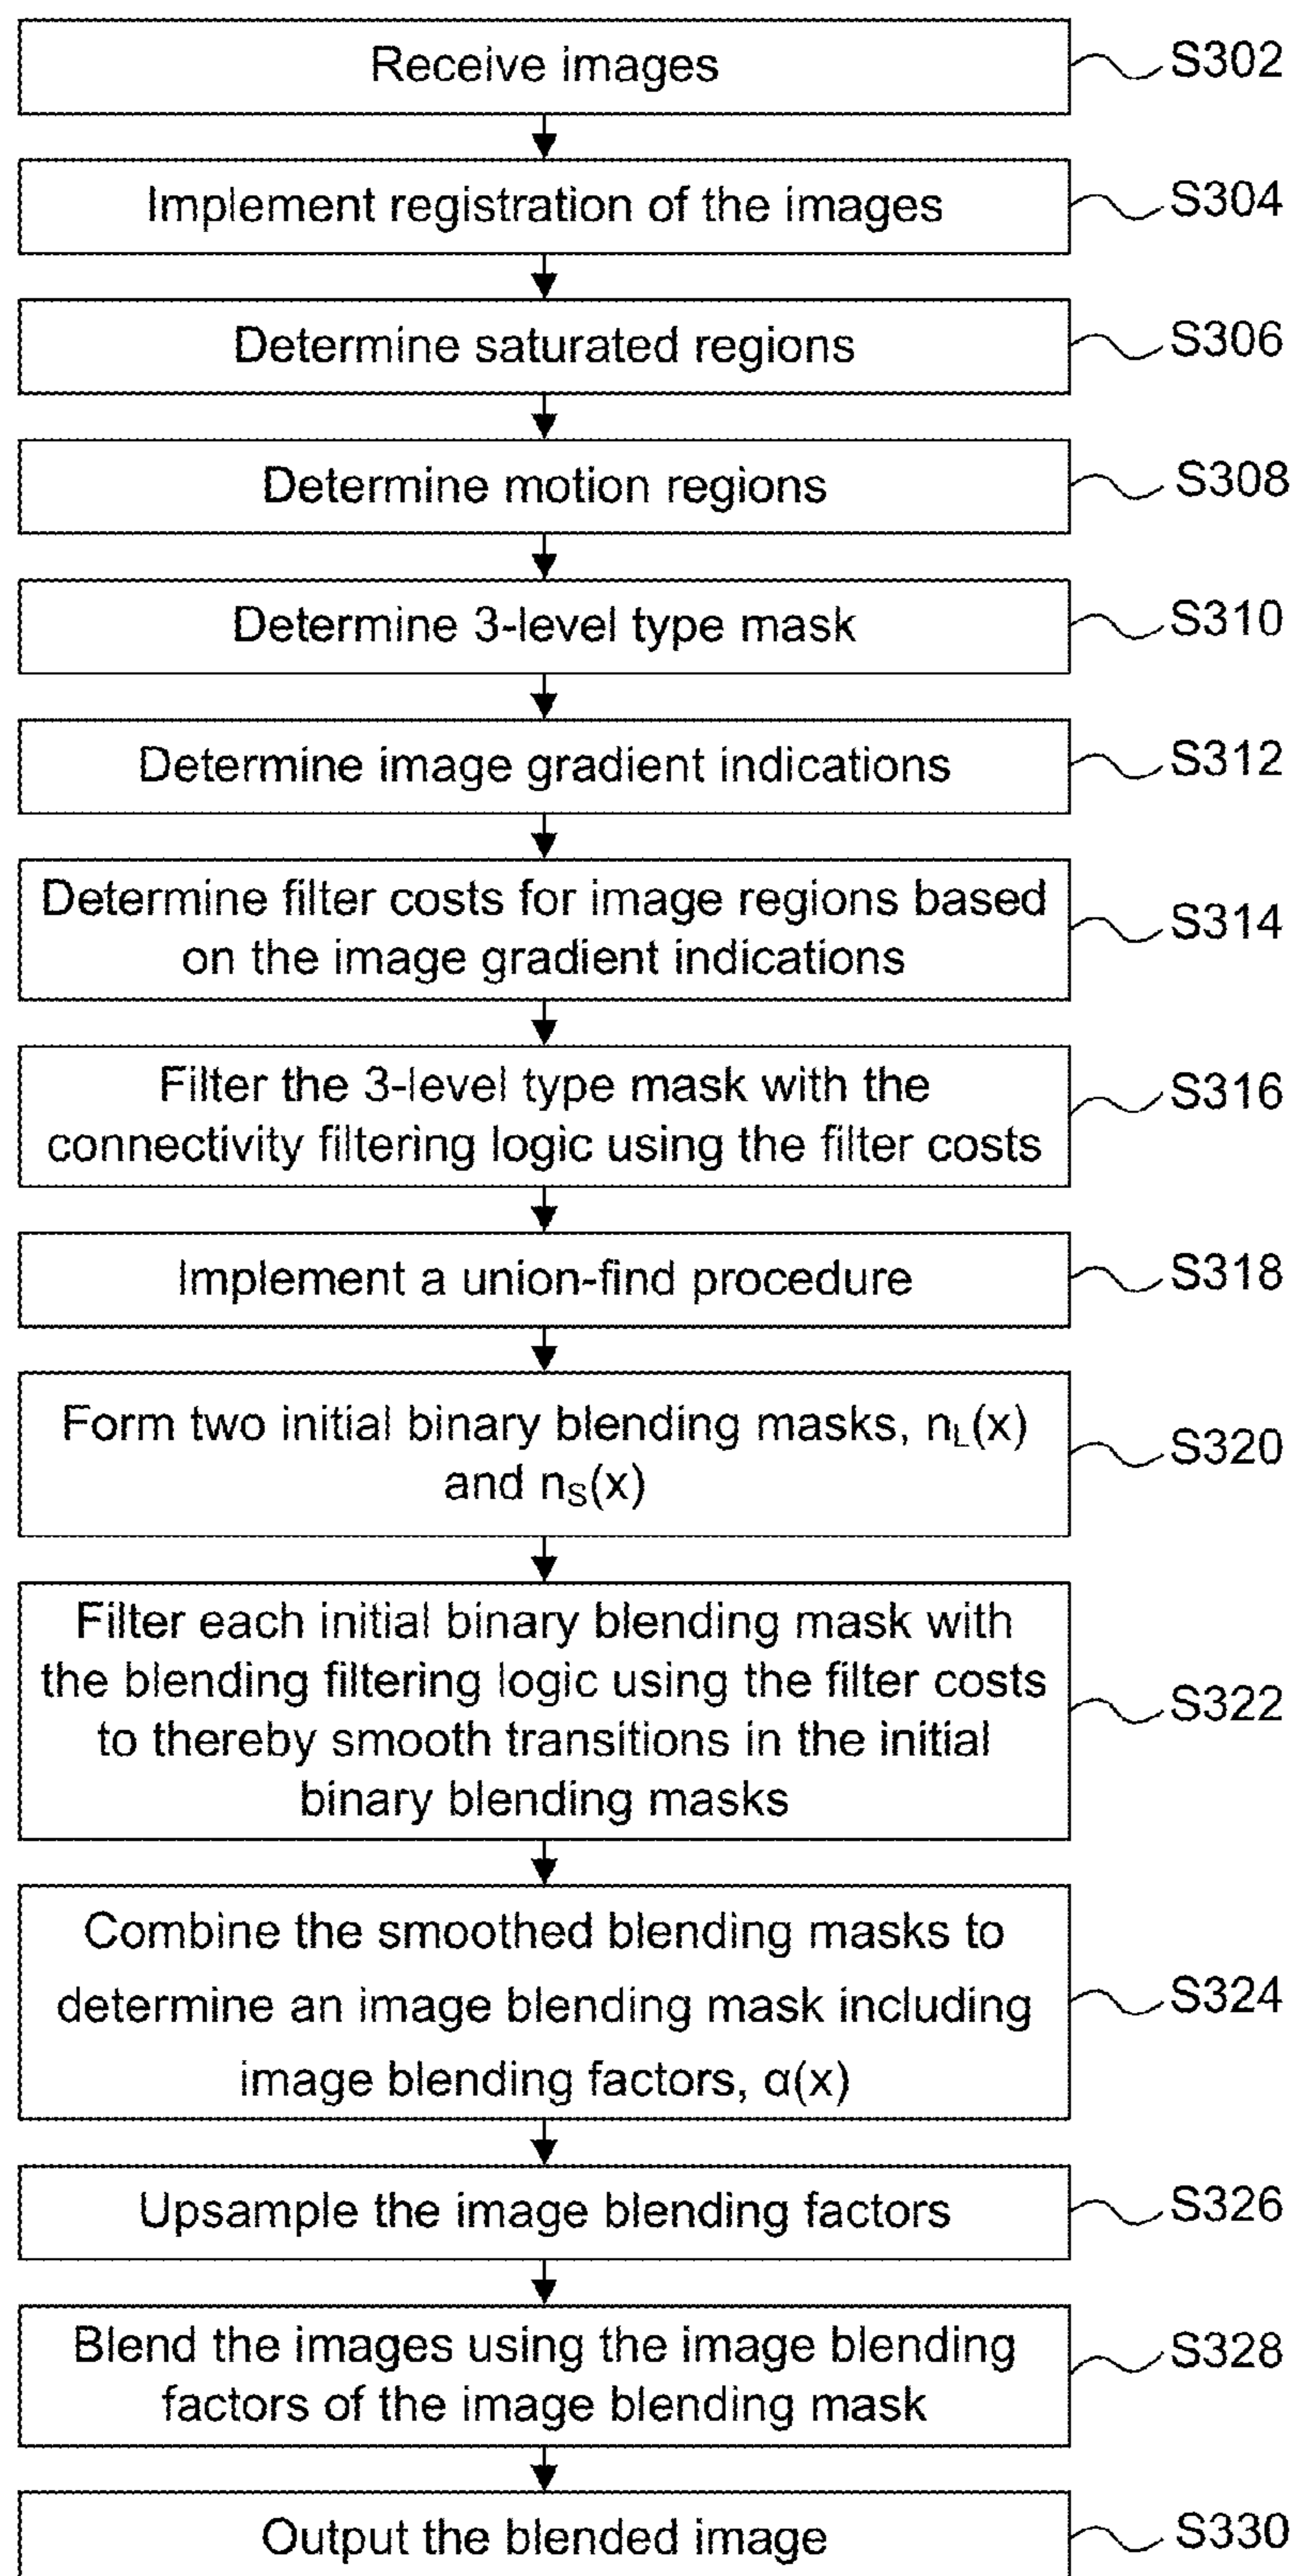 Receive images
S302
Implement registration of the images
S304
Determine saturated regions
S306
Determine motion regions
S308
Determine 3-level type mask
S310
Determine image gradient indications
S312
Determine filter costs for image regions based
on the image gradient indications
S314
Filter the 3-level type mask with the
connectivity filtering logic using the filter costs
S316
Implement a union-find procedure
S318
Form two initial binary blending masks, nL(x)
and nS(x)
S320
Filter each initial binary blending mask with
the blending filtering logic using the filter costs
to thereby smooth transitions in the initial
binary blending masks
S322
Combine the smoothed blending masks to
determine an image blending mask including
image blending factors, α(x)
S324
Upsample the image blending factors
S326
Blend the images using the image blending
factors of the image blending mask
S328
Output the blended image
S330